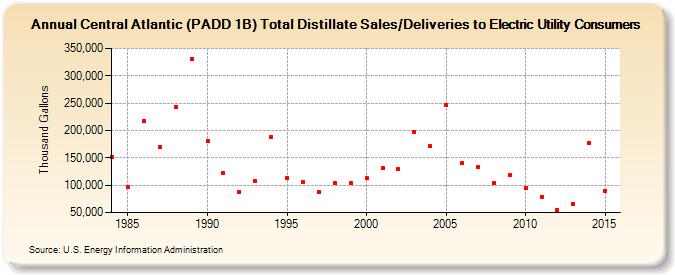 Annual Central Atlantic (PADD 1B) Total Distillate Sales/Deliveries to Electric Utility Consumers
Thousand Gallons
350,000
300,000
250,000
200,000
150,000
100,000
50,000
1985 1990 1995 2000 2005 2010 2015
Source: U.S. Energy Information Administration